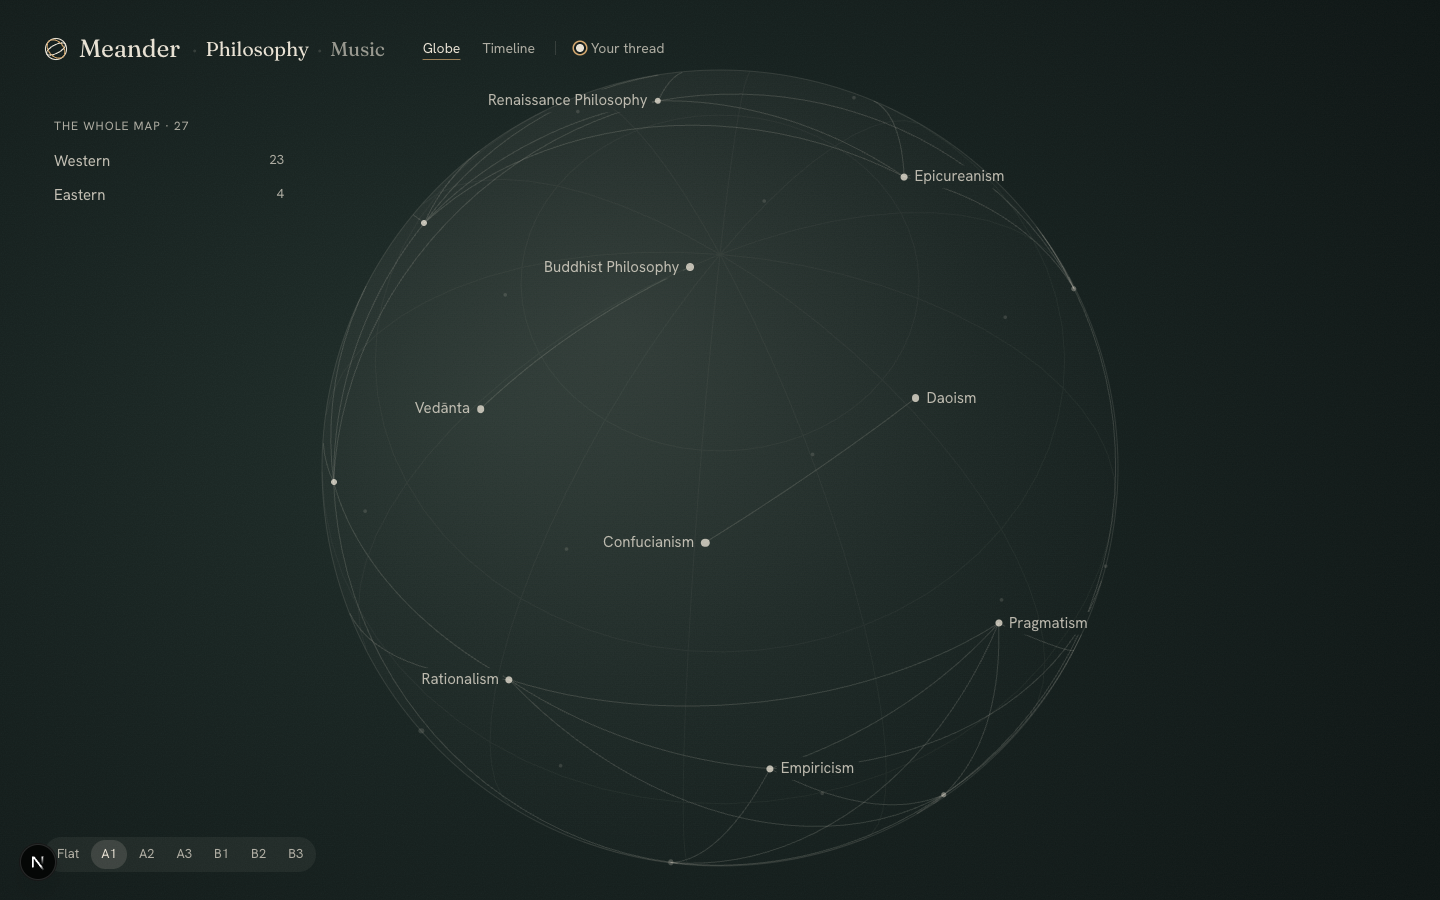 Meander · Philosophy · Music Globe Timeline Your thread
Renaissance Philosophy
THE WHOLE MAP · 27
Western 23
Epicureanism
Eastern 4
Buddhist Philosophy
Daoism
Vedānta
Confucianism
Pragmatism
Rationalism
Empiricism
N Flat A1 A2 A3 B1 B2 B3